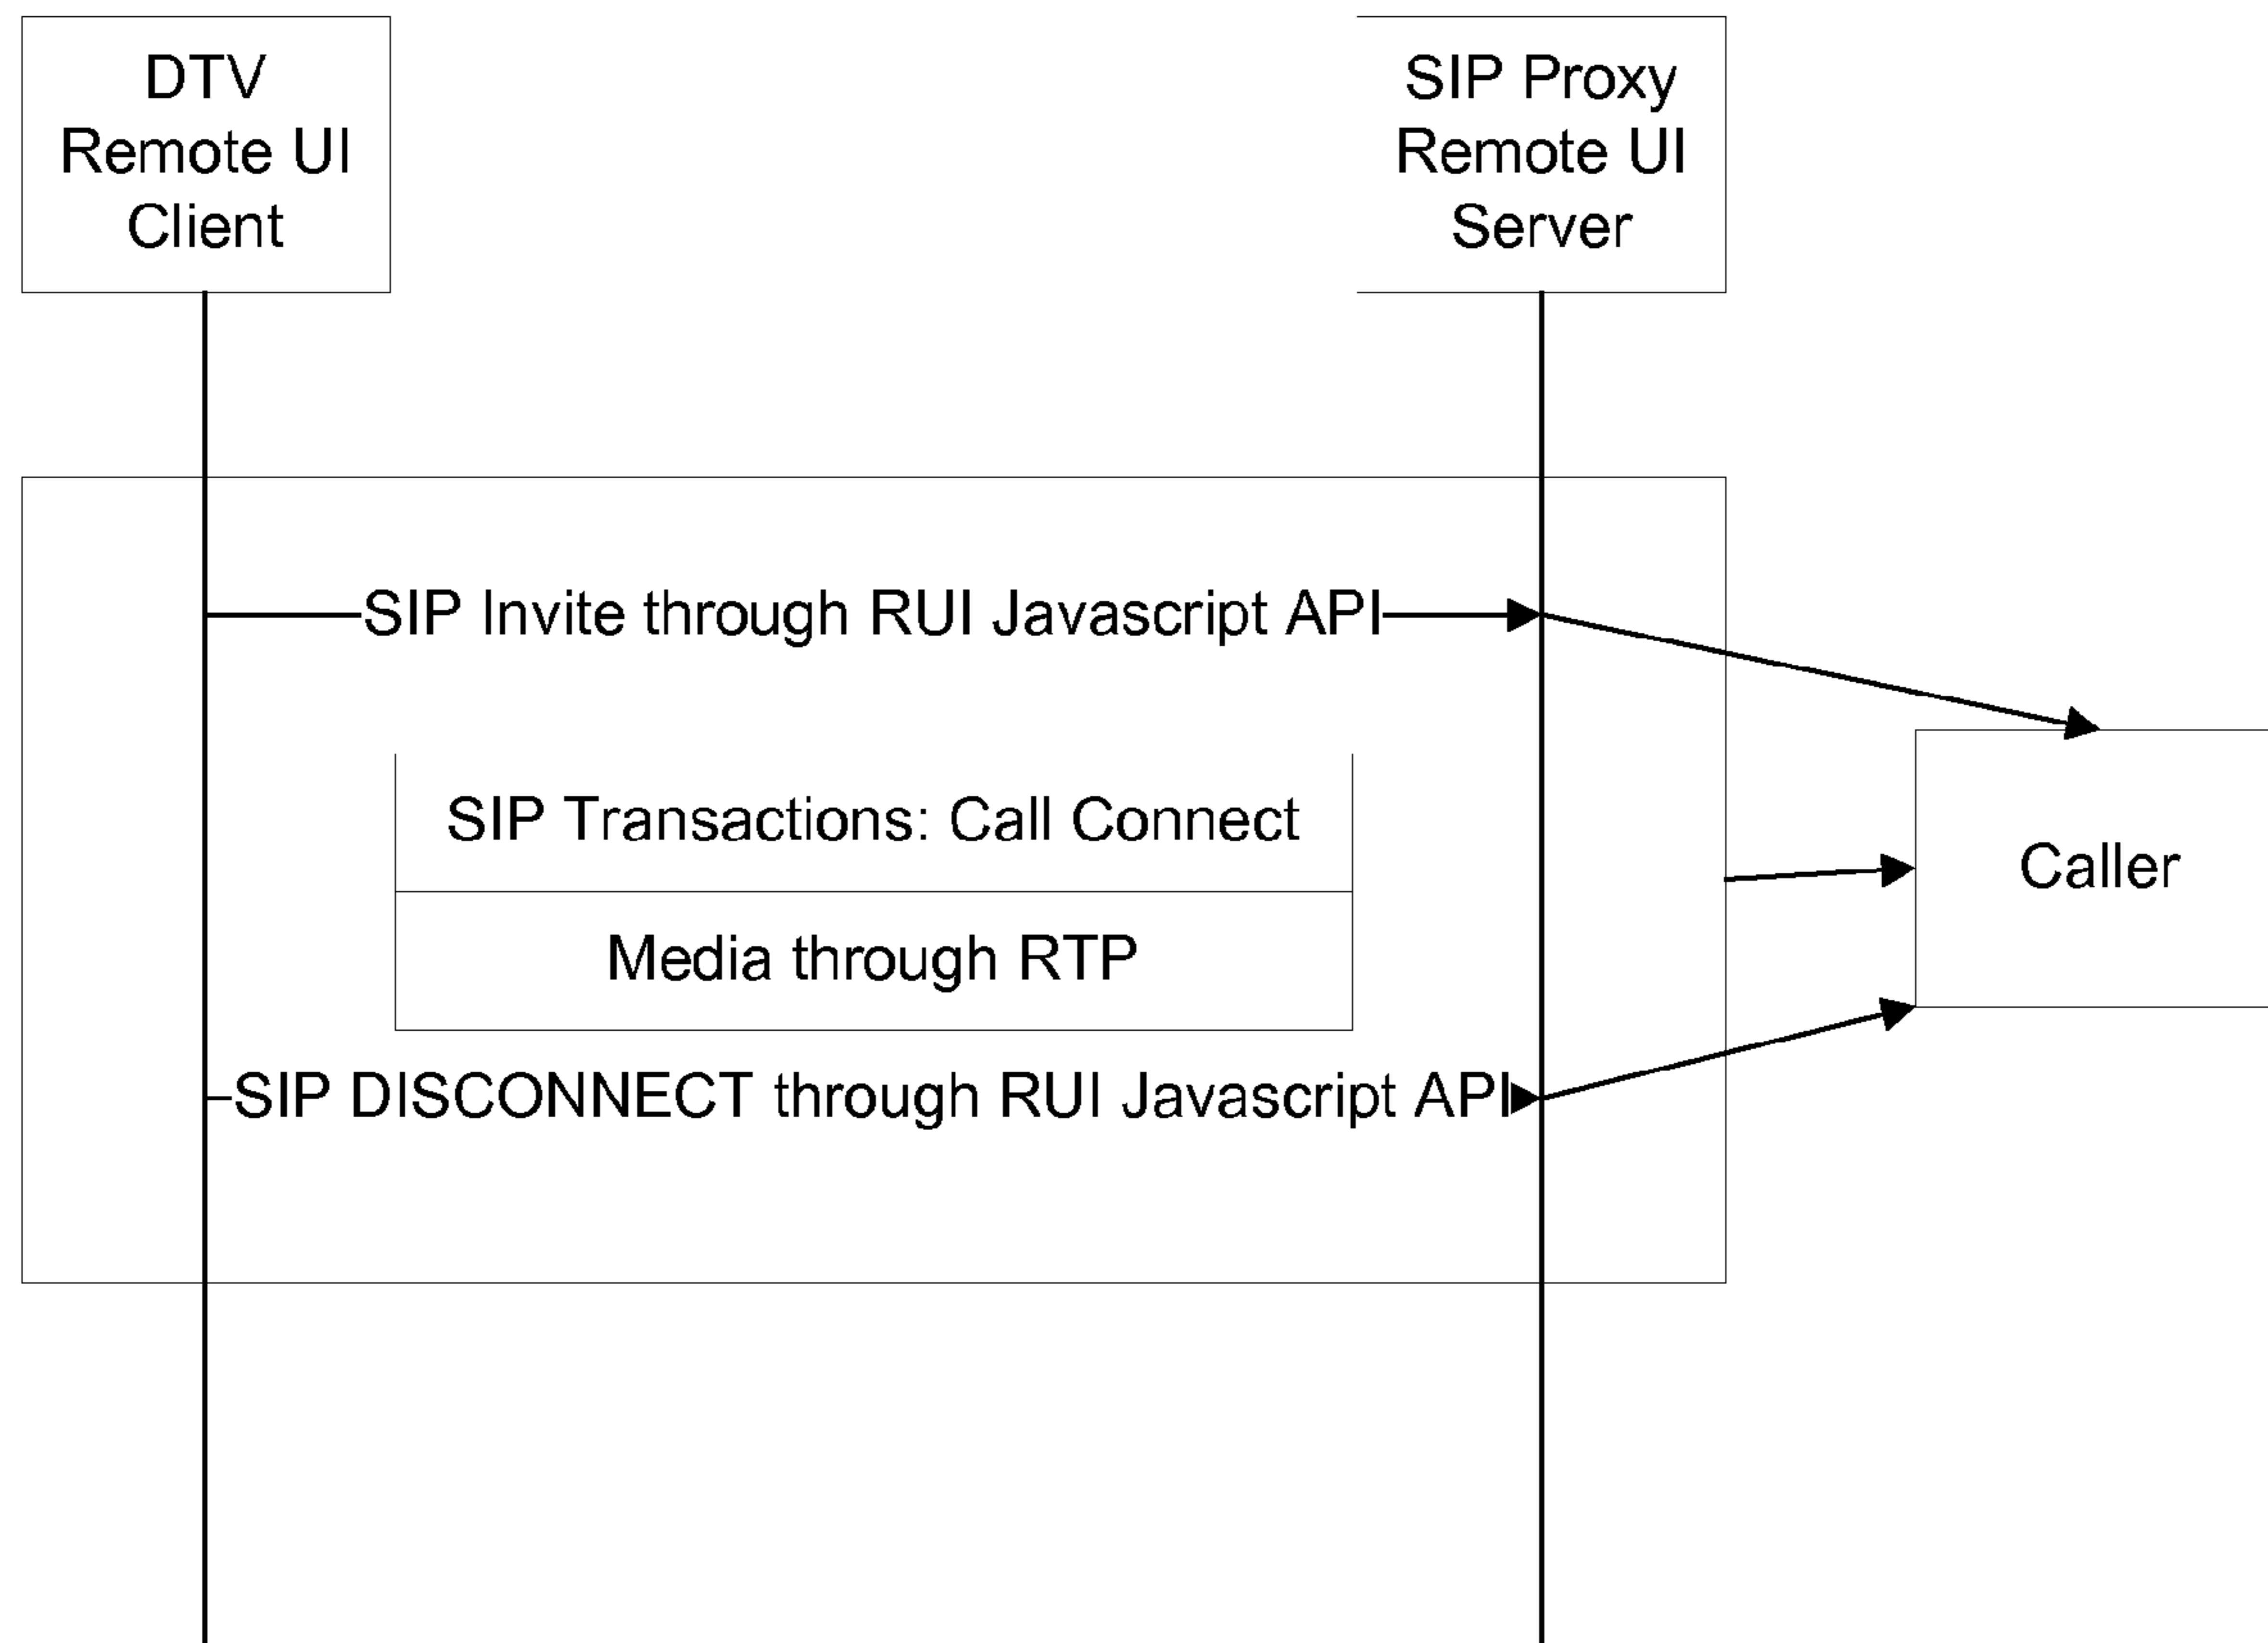 DTV
Remote UI
Client
SIP Proxy
Remote UI
Server
SIP Invite through RUI Javascript API
SIP Transactions: Call Connect
Caller
Media through RTP
SIP DISCONNECT through RUI Javascript API